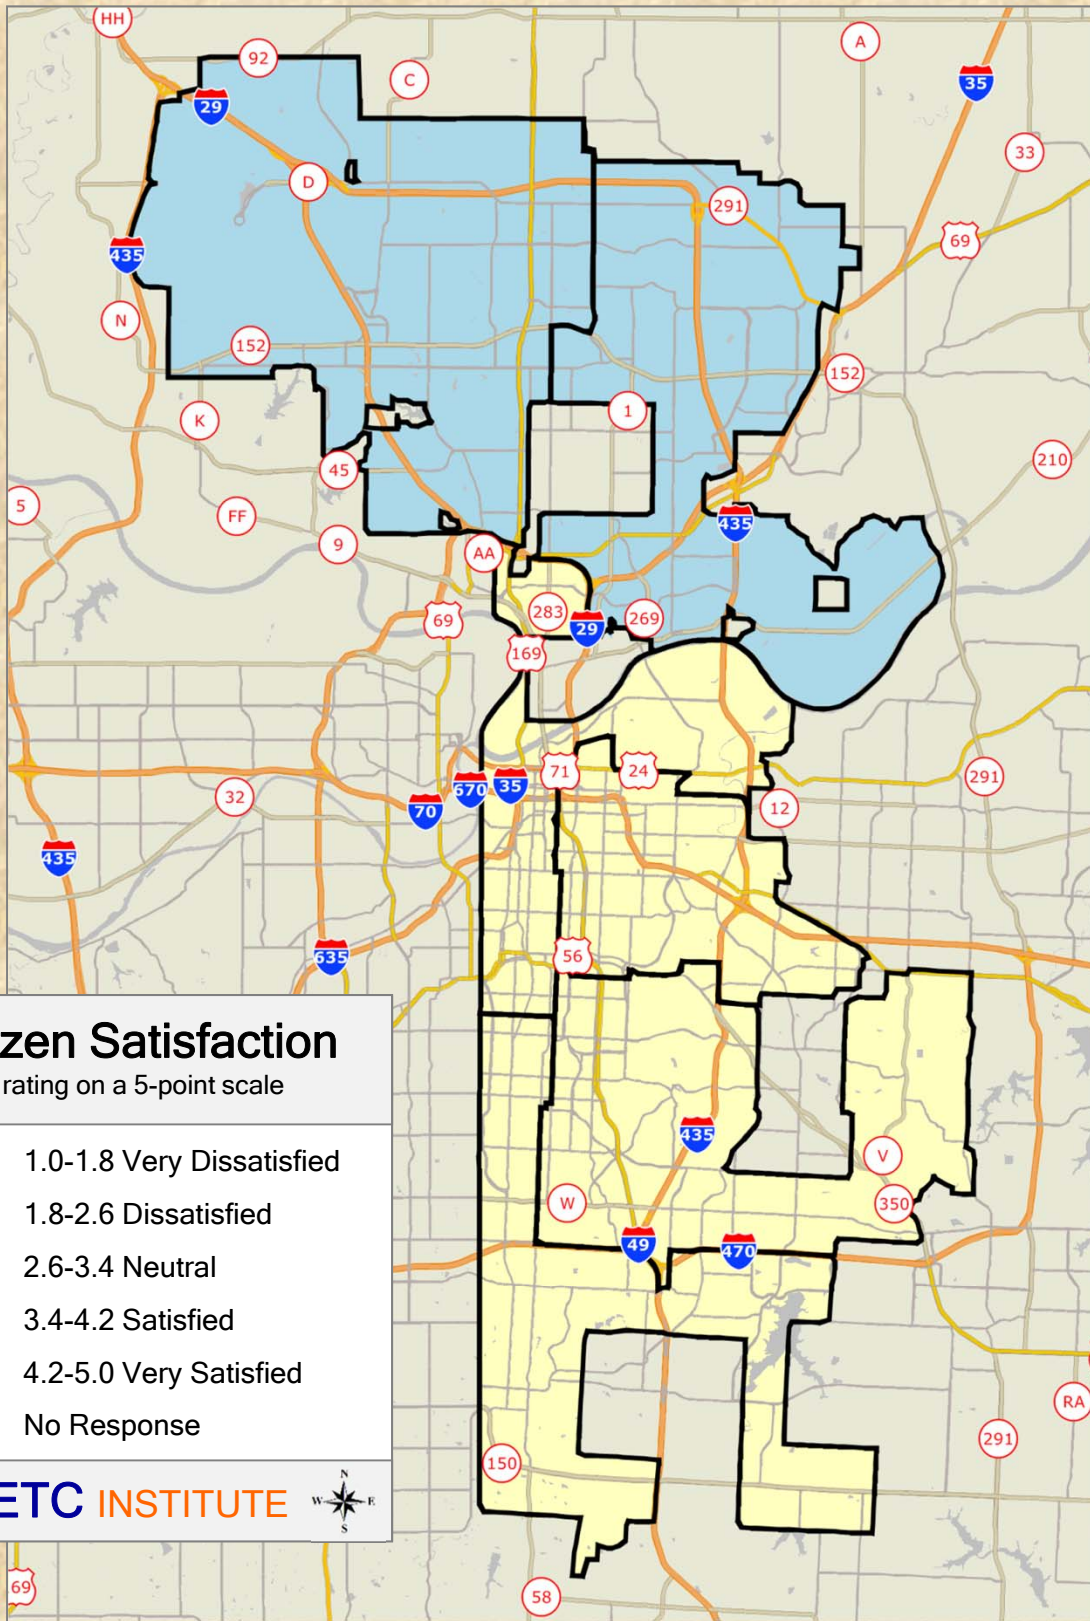 HH
92
C
A
35
29
33
D
291
69
435
N
152
152
K
1
45
210
5
FF
435
9
AA
283
269
29
69
169
71
24
291
670
35
32
70
12
435
56
635
zen Satisfaction
rating on a 5-point scale
1.0-1.8 Very Dissatisfied
1.8-2.6 Dissatisfied
2.6-3.4 Neutral
3.4-4.2 Satisfied
4.2-5.0 Very Satisfied
No Response
ETC INSTITUTE
N
W
E
S
435
V
W
350
49
470
RA
291
150
69
58